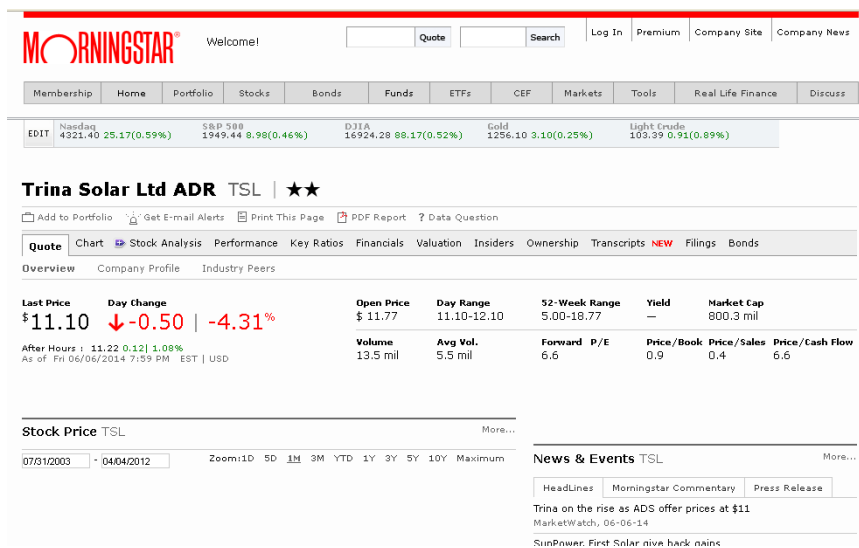 MORNINGSTAR® Welcome! Quote Search Log In Premium Company Site Company News
Membership Home Portfolio Stocks Bonds Funds ETFs CEF Markets Tools Real Life Finance Discuss
EDIT Nasdaq S&P 500 DJIA Gold Light Crude
4321.40 25.17(0.59%) 1949.44 8.98(0.46%) 16924.28 88.17(0.52%) 1256.10 3.10(0.25%) 103.39 0.91(0.89%)
Trina Solar Ltd ADR TSL | ★★
Add to Portfolio Get E-mail Alerts Print This Page PDF Report ? Data Question
Quote Chart Stock Analysis Performance Key Ratios Financials Valuation Insiders Ownership Transcripts NEW Filings Bonds
Overview Company Profile Industry Peers
Last Price Day Change Open Price Day Range 52-Week Range Yield Market Cap
$11.10 -0.50 | -4.31% $ 11.77 11.10-12.10 5.00-18.77 — 800.3 mil
Volume Avg Vol. Forward P/E Price/Book Price/Sales Price/Cash Flow
After Hours : 11.22 0.12| 1.08% 13.5 mil 5.5 mil 6.6 0.9 0.4 6.6
As of Fri 06/06/2014 7:59 PM EST | USD
Stock Price TSL More...
07/31/2003 - 04/04/2012 Zoom:1D 5D 1M 3M YTD 1Y 3Y 5Y 10Y Maximum
News & Events TSL More...
HeadLines Morningstar Commentary Press Release
Trina on the rise as ADS offer prices at $11
MarketWatch, 06-06-14
SunPower, First Solar give back gains